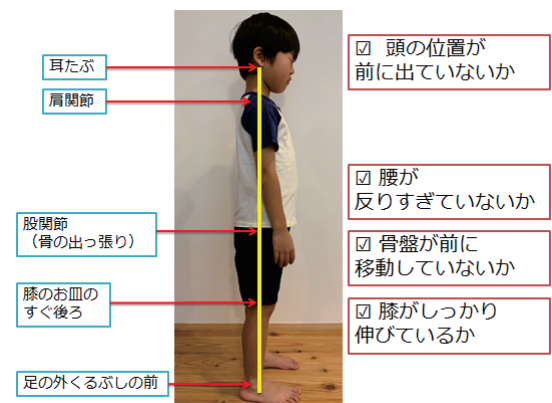 耳たぶ
肩関節
股関節
（骨の出っ張り）
膝のお皿の
すぐ後ろ
足の外くるぶしの前
☑ 頭の位置が
前に出ていないか
☑ 腰が
反りすぎていないか
☑ 骨盤が前に
移動していないか
☑ 膝がしっかり
伸びているか